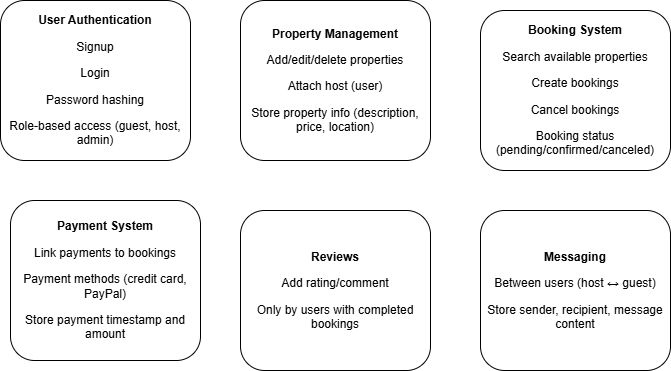 User Authentication
Signup
Login
Password hashing
Role-based access (guest, host,
admin)
Property Management
Add/edit/delete properties
Attach host (user)
Store property info (description,
price, location)
Booking System
Search available properties
Create bookings
Cancel bookings
Booking status
(pending/confirmed/canceled)
Payment System
Link payments to bookings
Payment methods (credit card,
PayPal)
Store payment timestamp and
amount
Reviews
Add rating/comment
Only by users with completed
bookings
Messaging
Between users (host ↔ guest)
Store sender, recipient, message
content